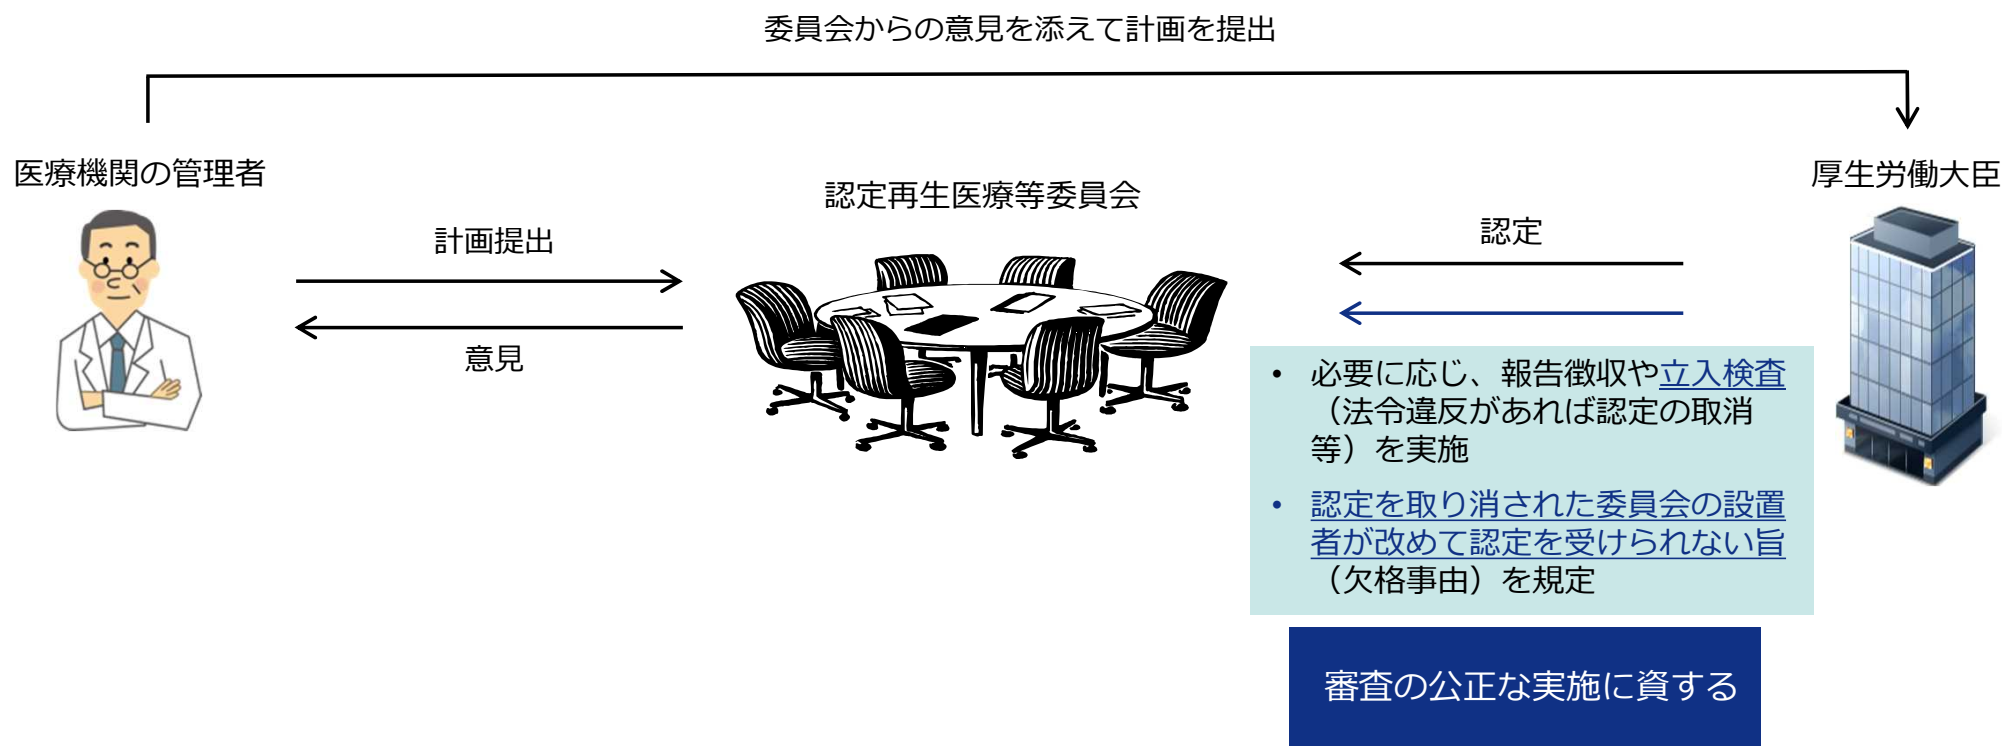 委員会からの意見を添えて計画を提出
医療機関の管理者
厚生労働大臣
認定再生医療等委員会
計画提出
認定
意見
• 必要に応じ、報告徴収や立入検査
（法令違反があれば認定の取消
等）を実施
• 認定を取り消された委員会の設置
者が改めて認定を受けられない旨
（欠格事由）を規定
審査の公正な実施に資する